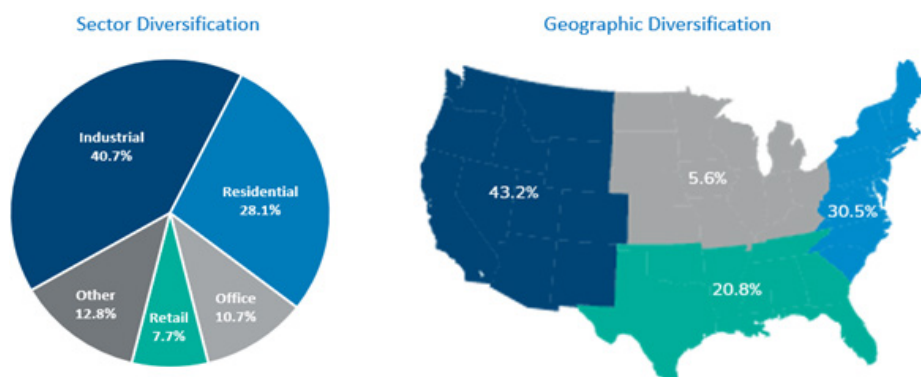 Sector Diversification
Industrial
40.7%
Residential
28.1%
Other
12.8%
Retail
7.7%
Office
10.7%
Geographic Diversification
43.2%
5.6%
30.5%
20.8%